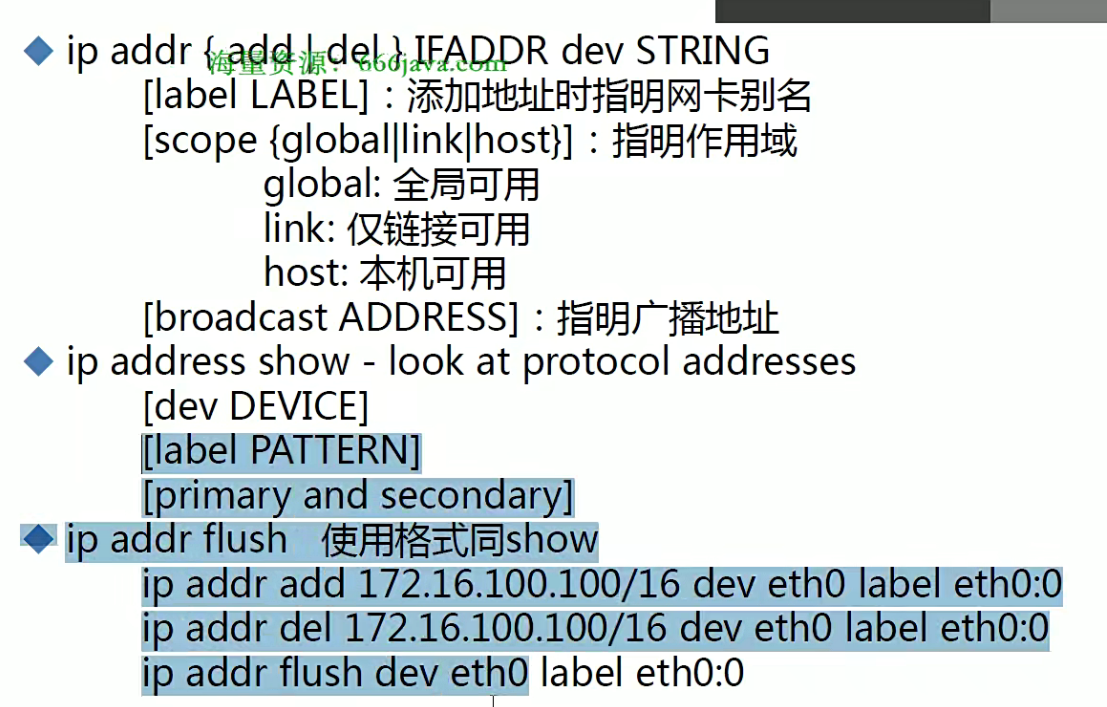 ip addr { add | del } IFADDR dev STRING
海量资源：666java.com
[label LABEL]：添加地址时指明网卡别名
[scope {global|link|host}]：指明作用域
global: 全局可用
link: 仅链接可用
host: 本机可用
[broadcast ADDRESS]：指明广播地址
ip address show - look at protocol addresses
[dev DEVICE]
[label PATTERN]
[primary and secondary]
ip addr flush 使用格式同show
ip addr add 172.16.100.100/16 dev eth0 label eth0:0
ip addr del 172.16.100.100/16 dev eth0 label eth0:0
ip addr flush dev eth0 label eth0:0